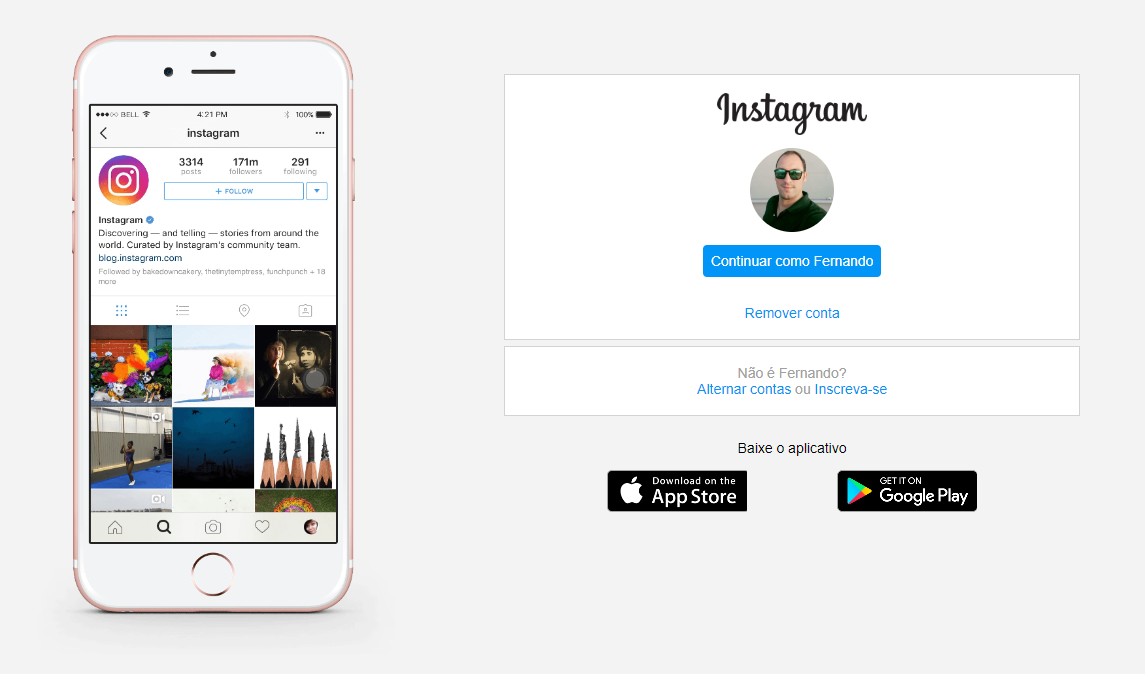 BELL
4:21 PM
100%
instagram
3314
171m
291
posts
followers
following
+ FOLLOW
Instagram
Discovering — and telling — stories from around the
world. Curated by Instagram's community team.
blog.instagram.com
Followed by bakedowncakery, thetinytemptress, funchpunch + 18
more
Instagram
Continuar como Fernando
Remover conta
Não é Fernando?
Alternar contas ou Inscreva-se
Baixe o aplicativo
Download on the
App Store
GET IT ON
Google Play